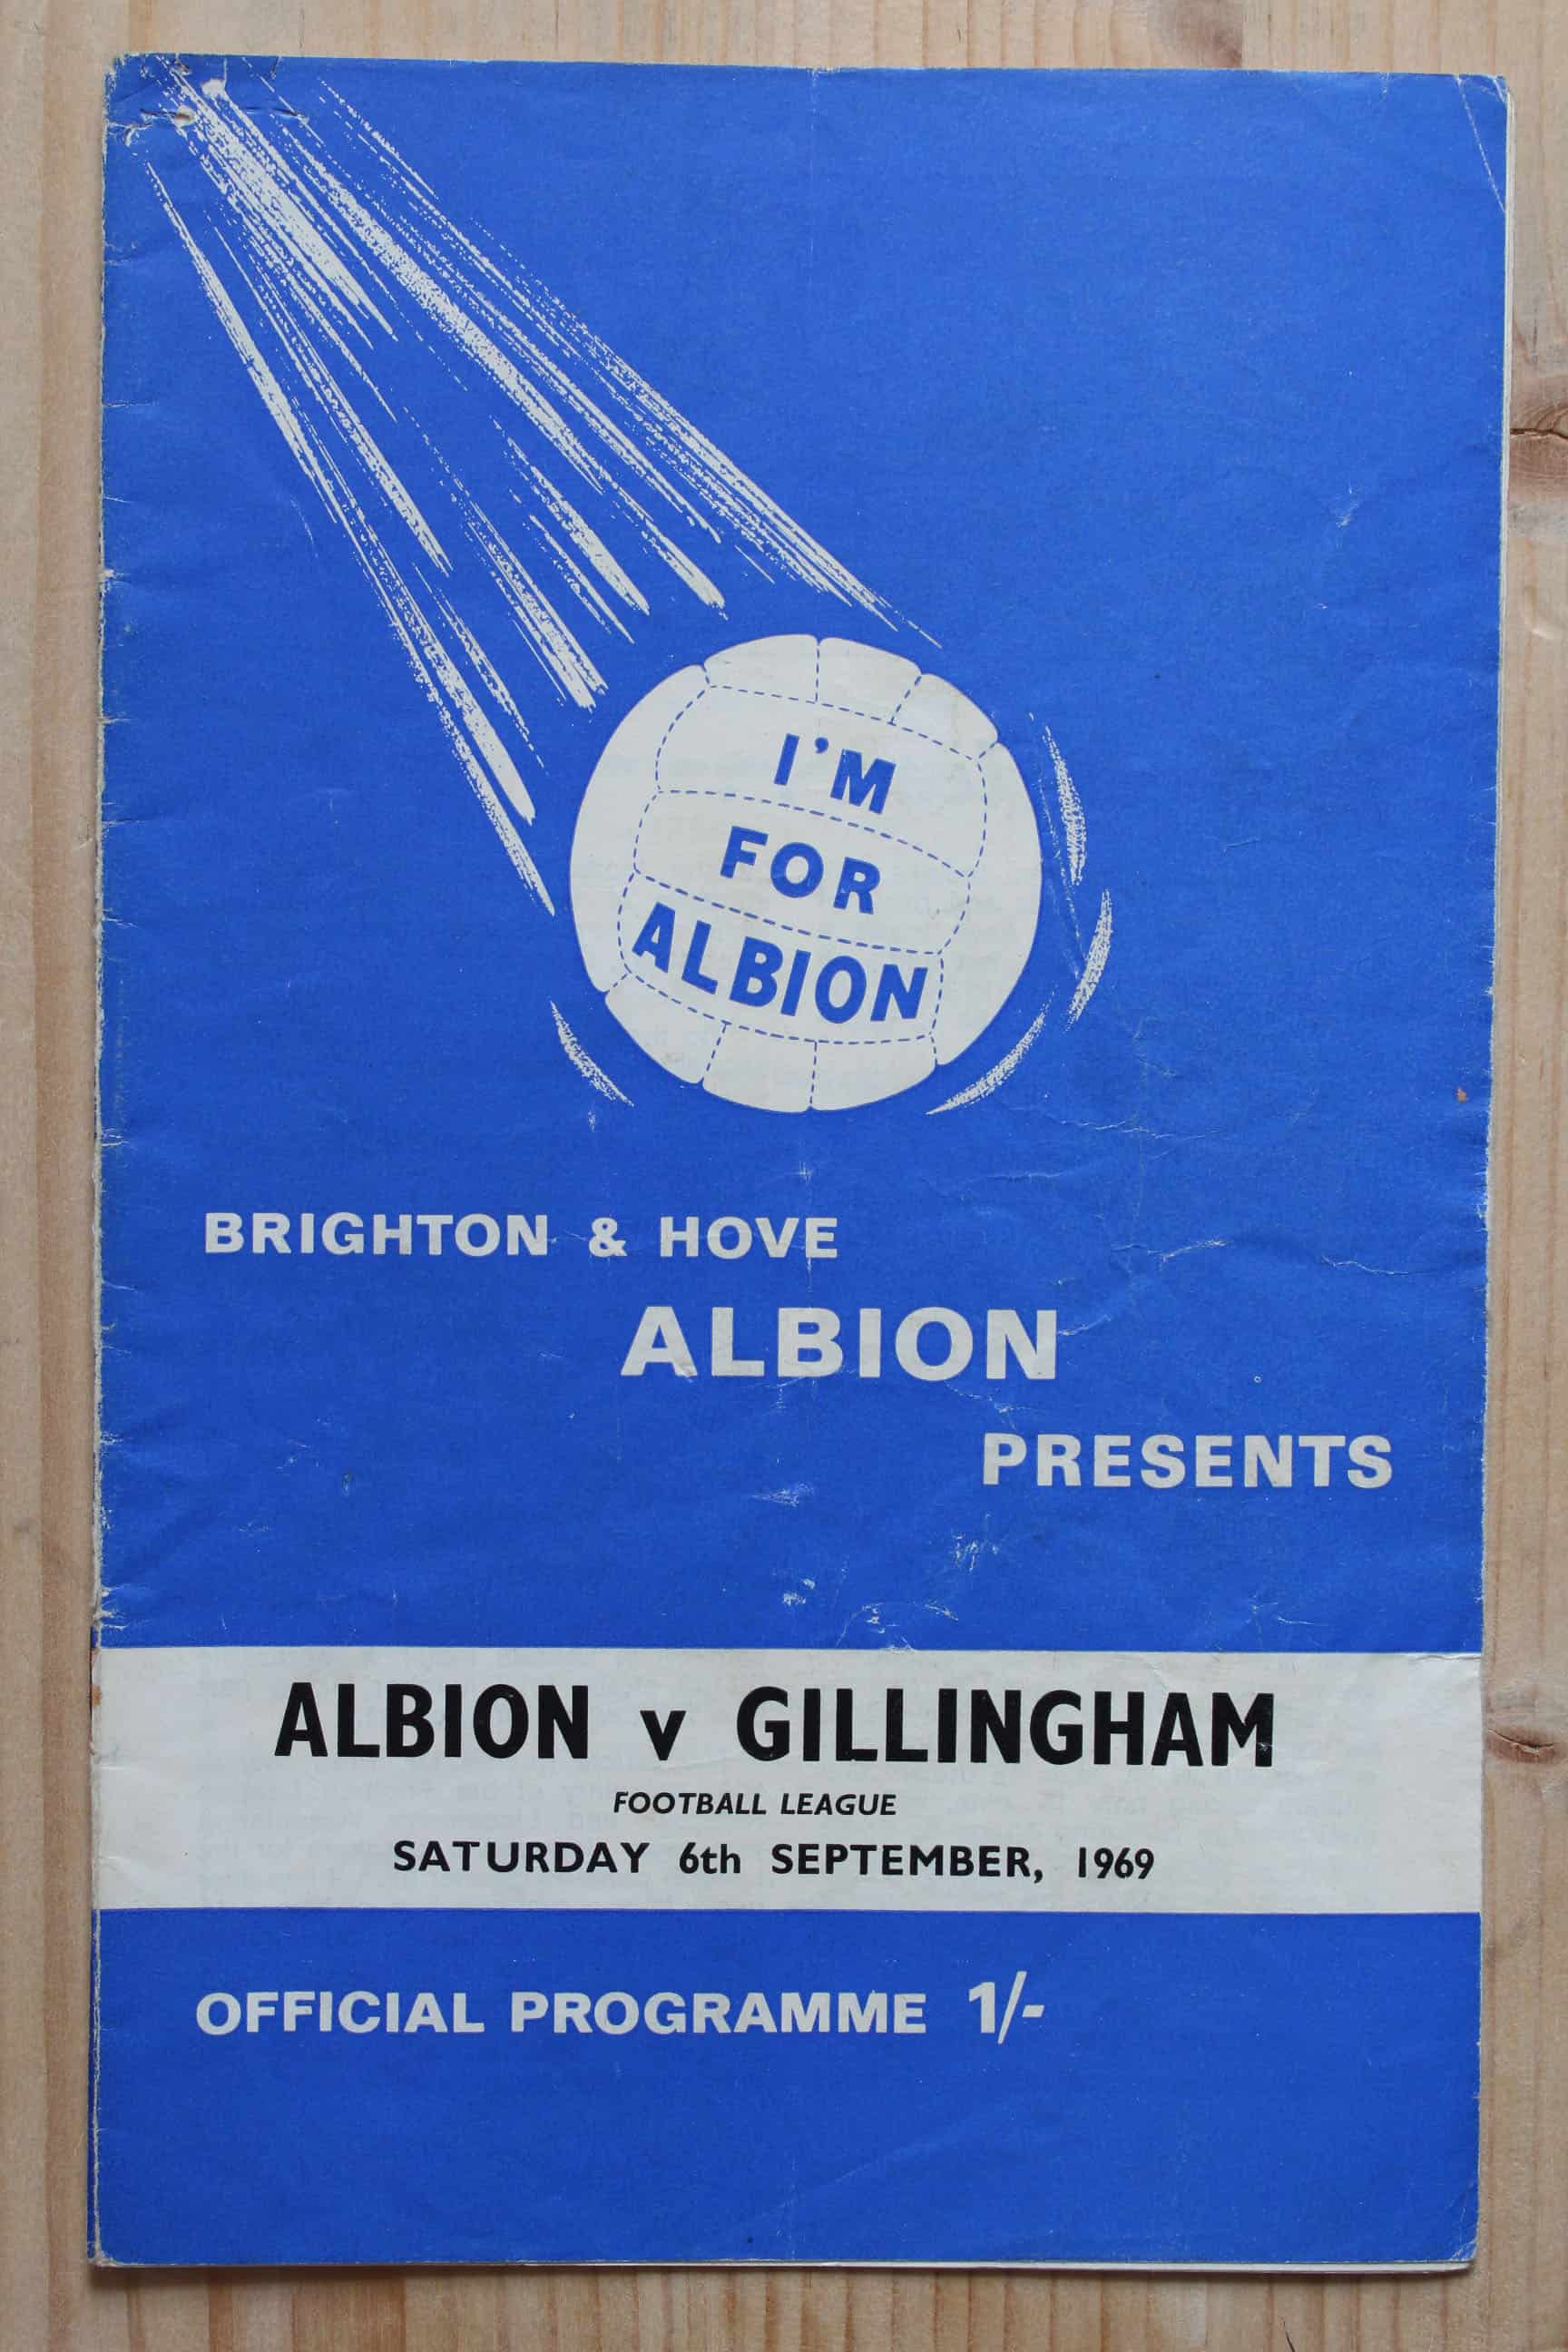 I'M
FOR
ALBION
BRIGHTON & HOVE
ALBION
PRESENTS
ALBION v GILLINGHAM
FOOTBALL LEAGUE
SATURDAY 6th SEPTEMBER, 1969
OFFICIAL PROGRAMME 1/-